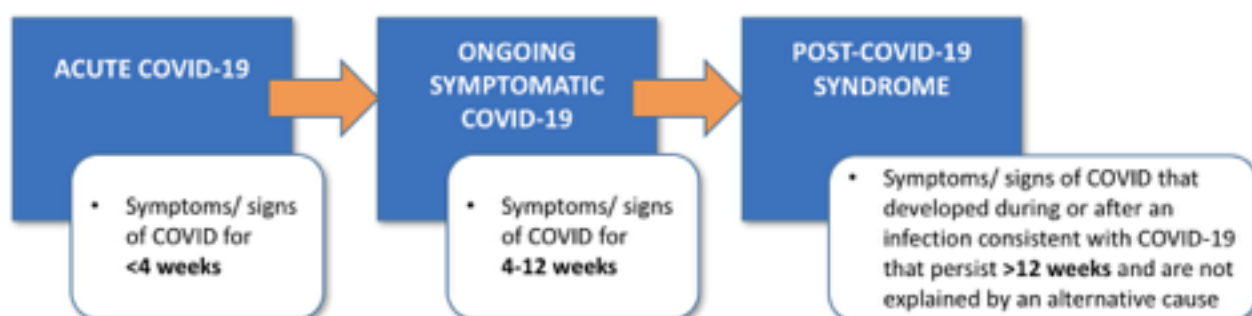 ACUTE COVID-19
• Symptoms/ signs
of COVID for
<4 weeks
ONGOING
SYMPTOMATIC
COVID-19
• Symptoms/ signs
of COVID for
4-12 weeks
POST-COVID-19
SYNDROME
• Symptoms/ signs of COVID that
developed during or after an
infection consistent with COVID-19
that persist >12 weeks and are not
explained by an alternative cause